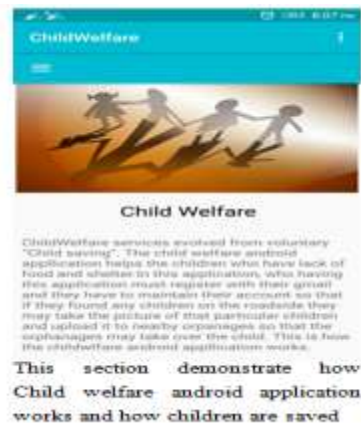 8:07
ChildWelfare
Child Welfare
ChildWelfare services evolved from voluntary
"Child saving". The child welfare android
application helps the children who have lack of
food and shelter in this application, who having
this application must register with their gmail
and they have to maintain their account so that
if they found any children on the roadside they
may take the picture of that particular children
and upload it to nearby orpanages so that the
orphanages may take over the child. This is how
the childwelfare android application works.
This section demonstrate how
Child welfare android application
works and how children are saved